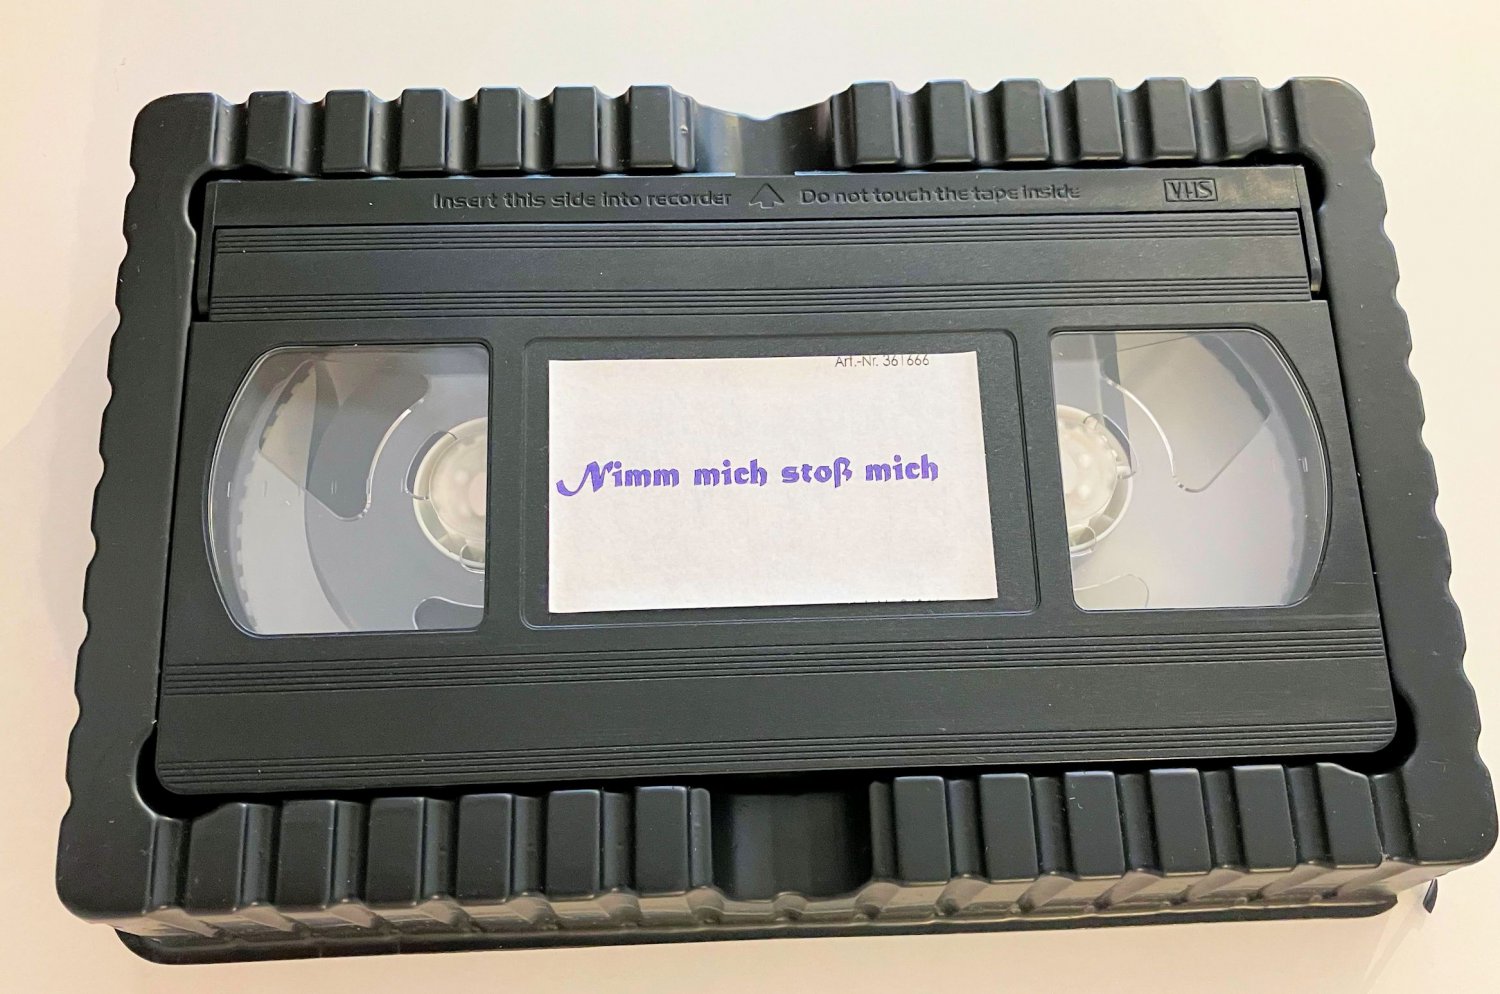 Insert this side into recorder Do not touch the tape inside VHS
Art.-Nr. 361666
Nimm mich stoß mich